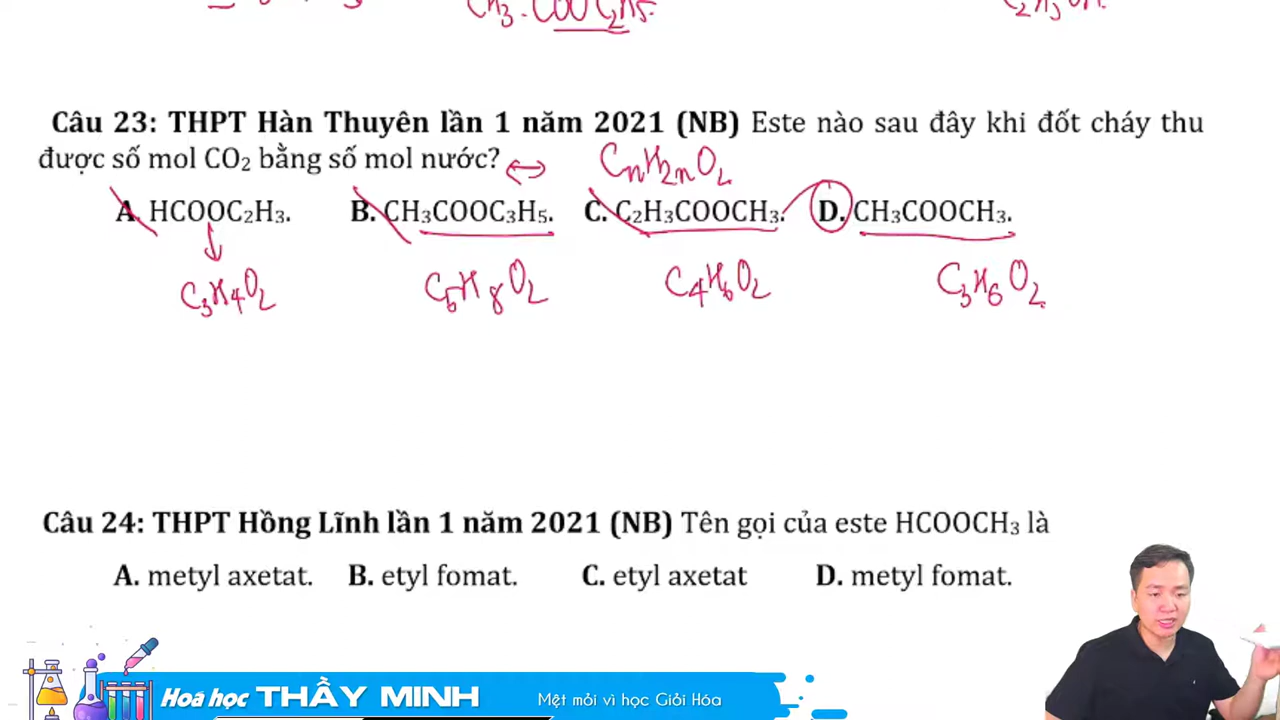 CH₃.COOC₂H₅.
C₂H₅OH.
Câu 23: THPT Hàn Thuyên lần 1 năm 2021 (NB) Este nào sau đây khi đốt cháy thu
được số mol CO₂ bằng số mol nước? ↔ CnH2nO₂
A. HCOOC₂H₃. B. CH₃COOC₃H₅. C. C₂H₃COOCH₃. D. CH₃COOCH₃.
C₃H₄O₂ C₅H₈O₂ C₄H₆O₂ C₃H₆O₂
Câu 24: THPT Hồng Lĩnh lần 1 năm 2021 (NB) Tên gọi của este HCOOCH₃ là
A. metyl axetat. B. etyl fomat. C. etyl axetat D. metyl fomat.
Hoá học THẦY MINH Mệt mỏi vì học Giỏi Hóa